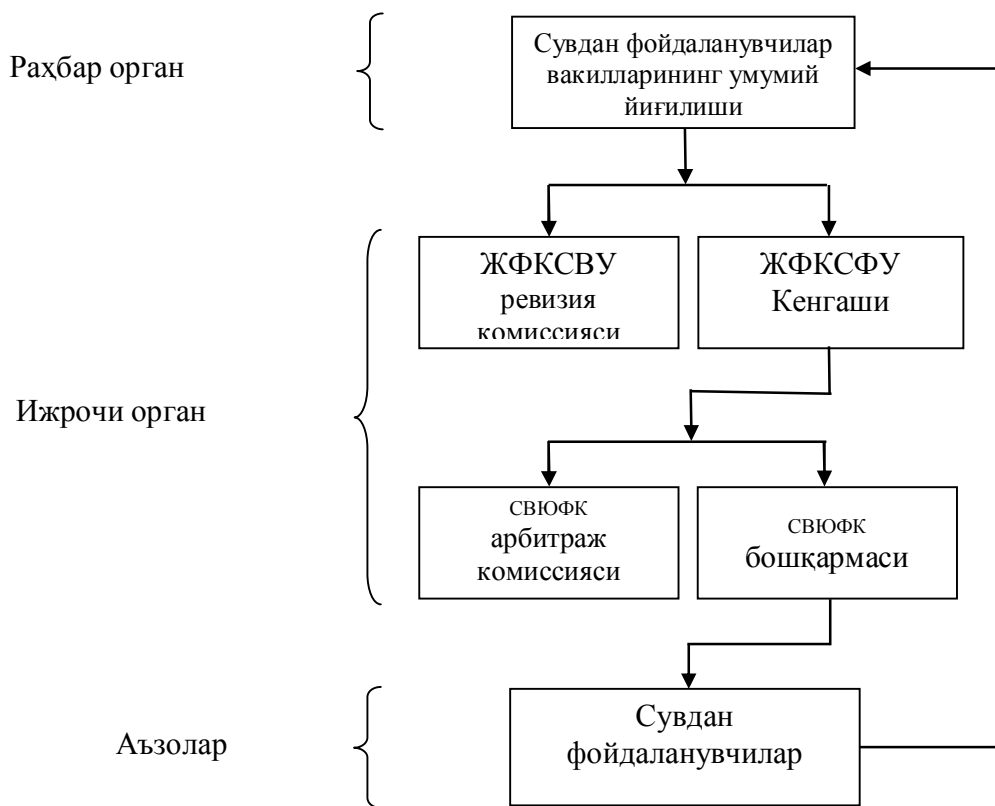 Раҳбар орган
Сувдан фойдаланувчилар
вакилларининг умумий
йиғилиши
ЖФКСВУ
ревизия
комиссияси
ЖФКСФУ
Кенгаши
Ижрочи орган
СВЮФК
арбитраж
комиссияси
СВЮФК
бошқармаси
Аъзолар
Сувдан
фойдаланувчилар